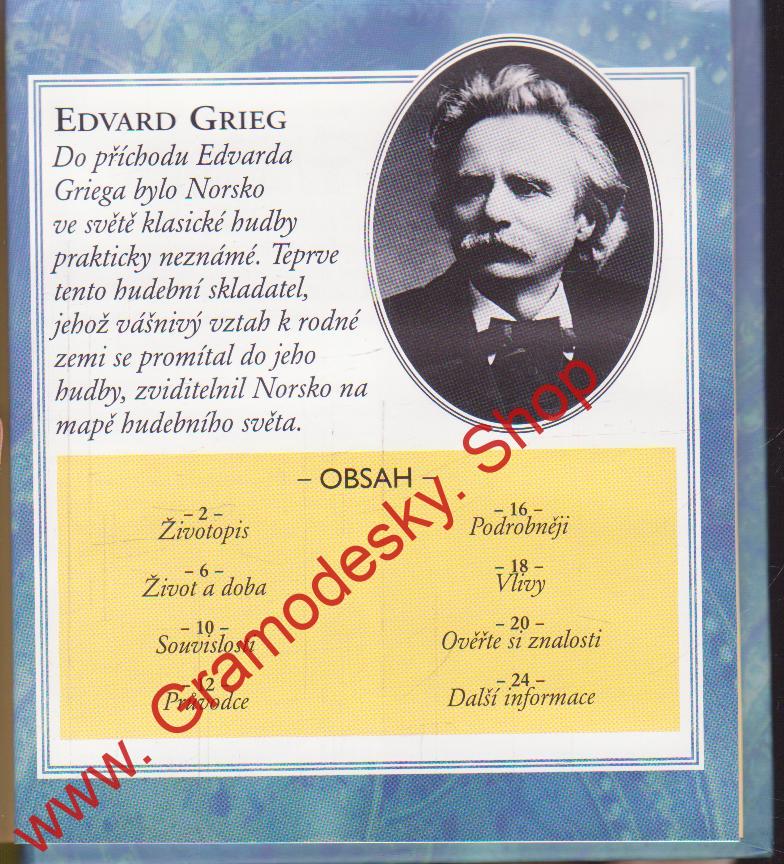 EDVARD GRIEG
Do příchodu Edvarda
Griega bylo Norsko
ve světě klasické hudby
prakticky neznámé. Teprve
tento hudební skladatel,
jehož vášnivý vztah k rodné
zemi se promítal do jeho
hudby, zviditelnil Norsko na
mapě hudebního světa.
– OBSAH –
– 2 –
Životopis
– 6 –
Život a doba
– 10 –
Souvislosti
– 12 –
Průvodce
– 16 –
Podrobněji
– 18 –
Vlivy
– 20 –
Ověřte si znalosti
– 24 –
Další informace
www. Gramodesky. Shop